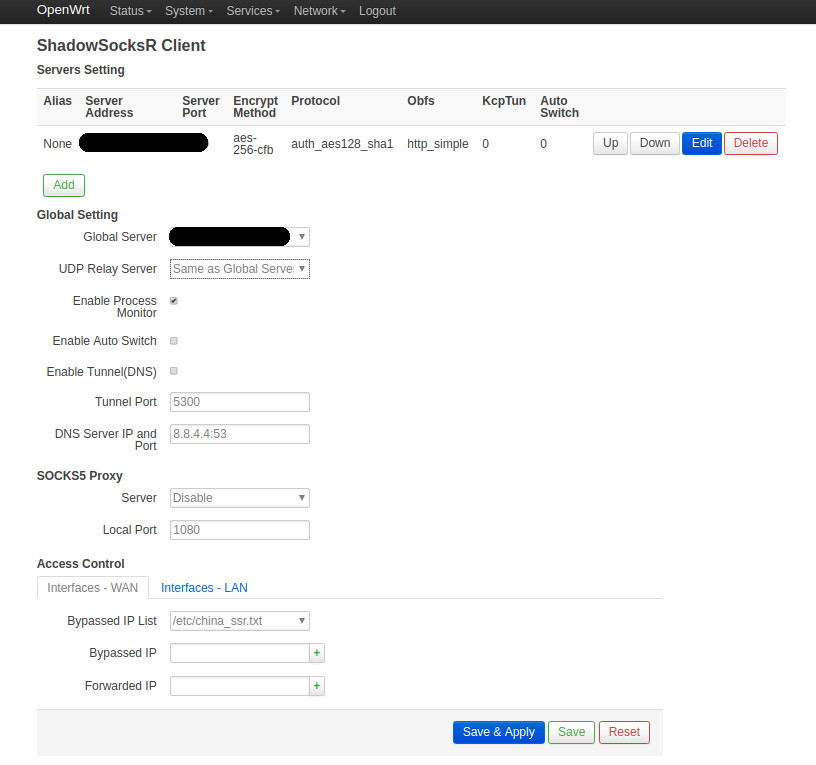 OpenWrt Status System Services Network Logout
ShadowSocksR Client
Servers Setting
Alias Server Address Server Port Encrypt Method Protocol Obfs KcpTun Auto Switch
None aes-256-cfb auth_aes128_sha1 http_simple 0 0 Up Down Edit Delete
Add
Global Setting
Global Server
UDP Relay Server Same as Global Server
Enable Process
Monitor
Enable Auto Switch
Enable Tunnel(DNS)
Tunnel Port 5300
DNS Server IP and
Port 8.8.4.4:53
SOCKS5 Proxy
Server Disable
Local Port 1080
Access Control
Interfaces - WAN Interfaces - LAN
Bypassed IP List /etc/china_ssr.txt
Bypassed IP +
Forwarded IP +
Save & Apply Save Reset